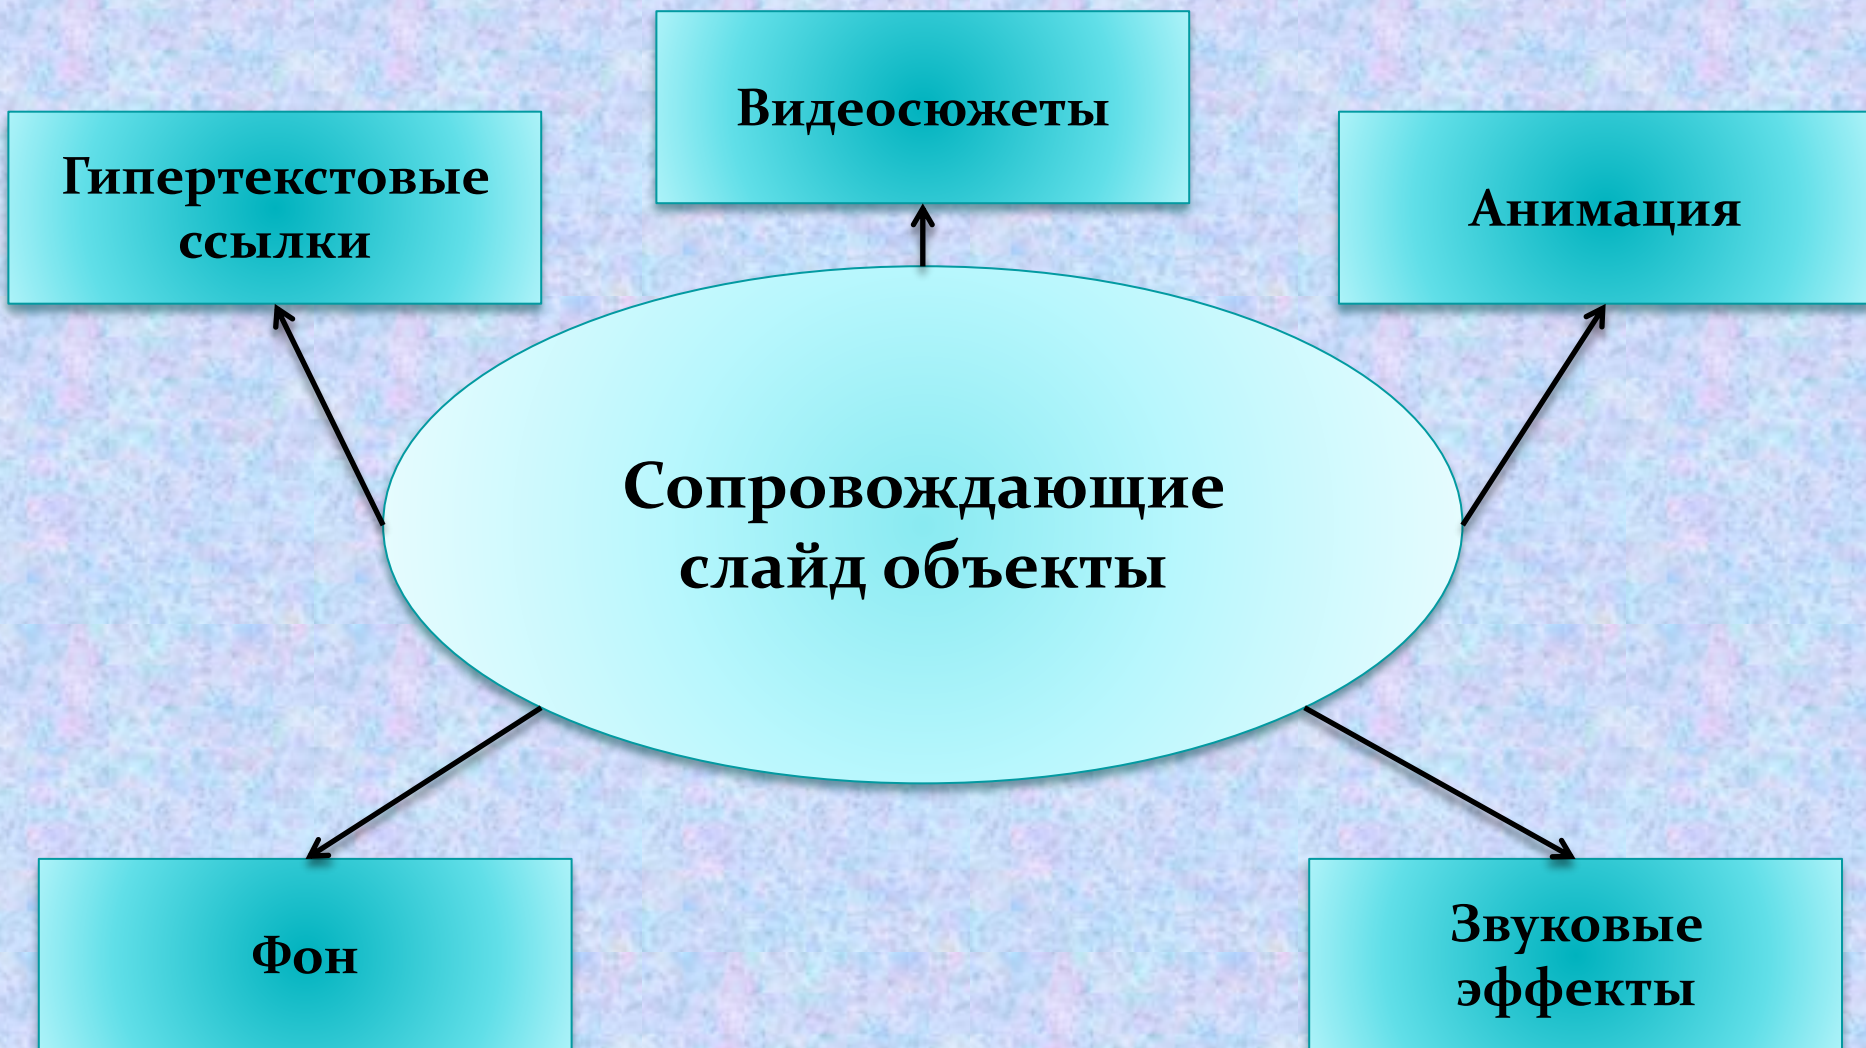 Видеосюжеты
Гипертекстовые
ссылки
Анимация
Сопровождающие
слайд объекты
Фон
Звуковые
эффекты